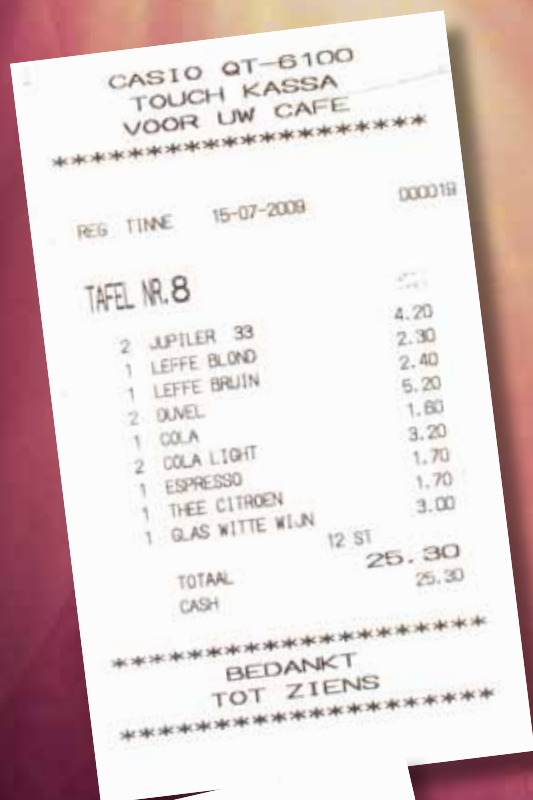 CASIO QT-6100
TOUCH KASSA
VOOR UW CAFE
********************
REG TINNE 15-07-2009 000019
TAFEL NR.8
2 JUPILER 33 4.20
1 LEFFE BLOND 2.30
1 LEFFE BRUIN 2.40
2 DUVEL 5.20
1 COLA 1.60
2 COLA LIGHT 3.20
1 ESPRESSO 1.70
1 THEE CITROEN 1.70
1 GLAS WITTE WIJN 3.00
12 ST
TOTAAL 25.30
CASH 25.30
********************
BEDANKT
TOT ZIENS
********************